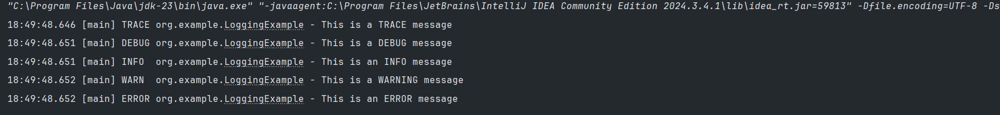 "C:\Program Files\Java\jdk-23\bin\java.exe" "-javaagent:C:\Program Files\JetBrains\IntelliJ IDEA Community Edition 2024.3.4.1\lib\idea_rt.jar=59813" -Dfile.encoding=UTF-8 -Ds
18:49:48.646 [main] TRACE org.example.LoggingExample - This is a TRACE message
18:49:48.651 [main] DEBUG org.example.LoggingExample - This is a DEBUG message
18:49:48.651 [main] INFO  org.example.LoggingExample - This is an INFO message
18:49:48.652 [main] WARN  org.example.LoggingExample - This is a WARNING message
18:49:48.652 [main] ERROR org.example.LoggingExample - This is an ERROR message